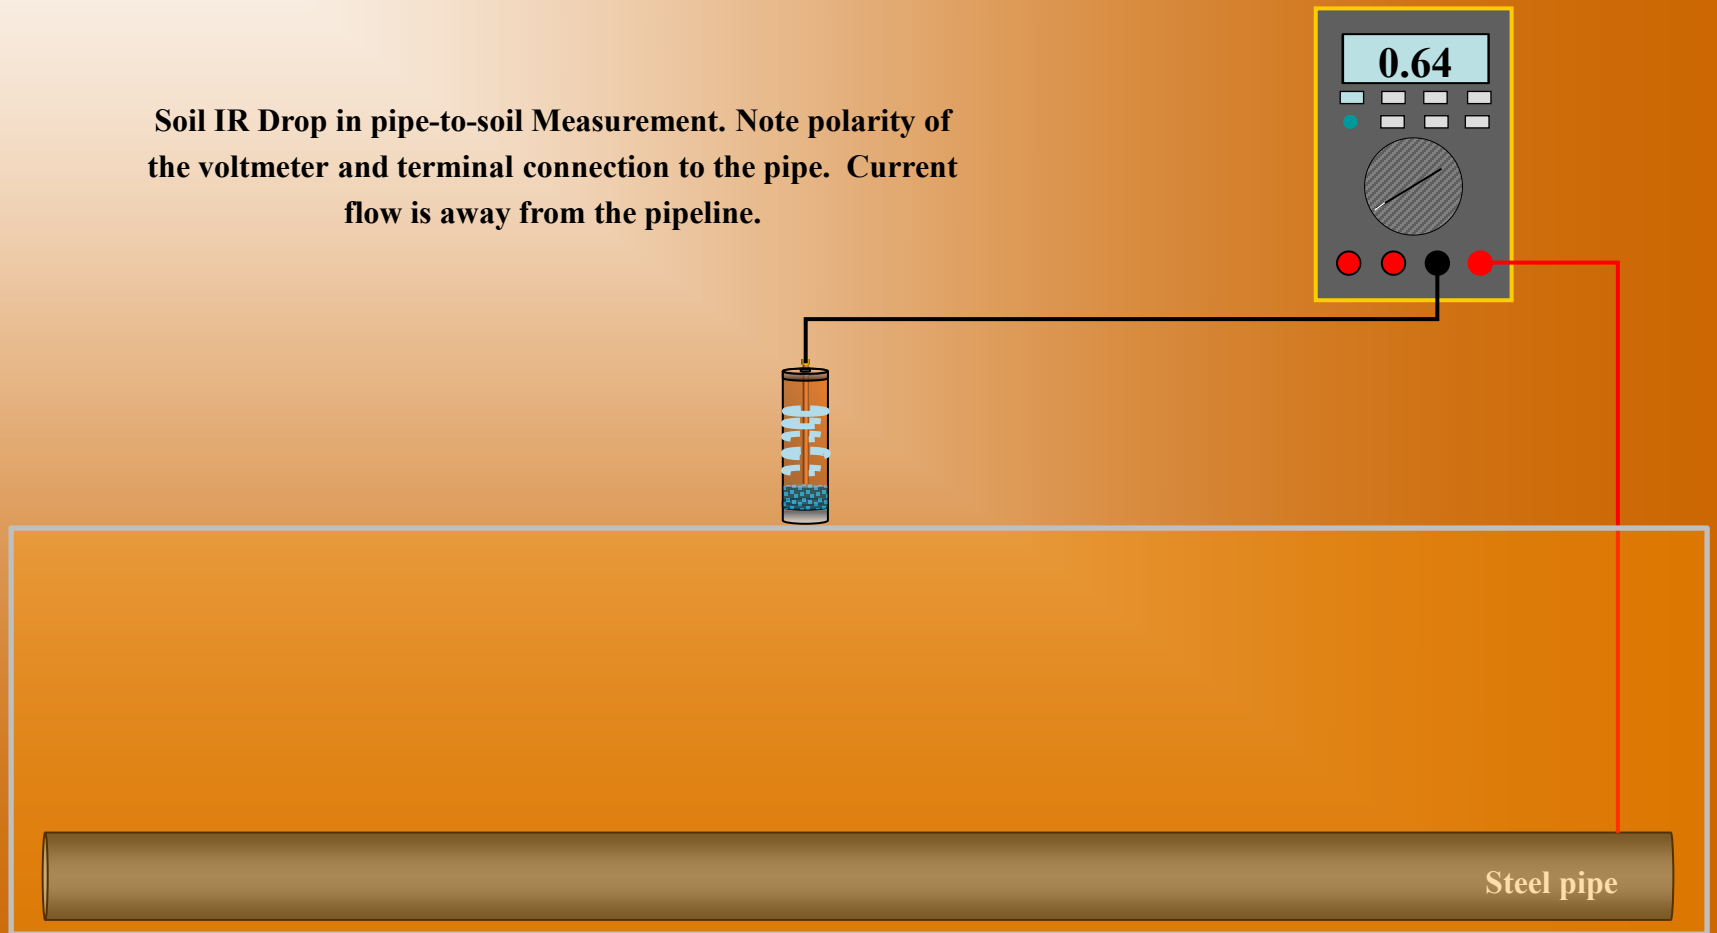 0.64
Soil IR Drop in pipe-to-soil Measurement. Note polarity of
the voltmeter and terminal connection to the pipe.  Current
flow is away from the pipeline.
Steel pipe